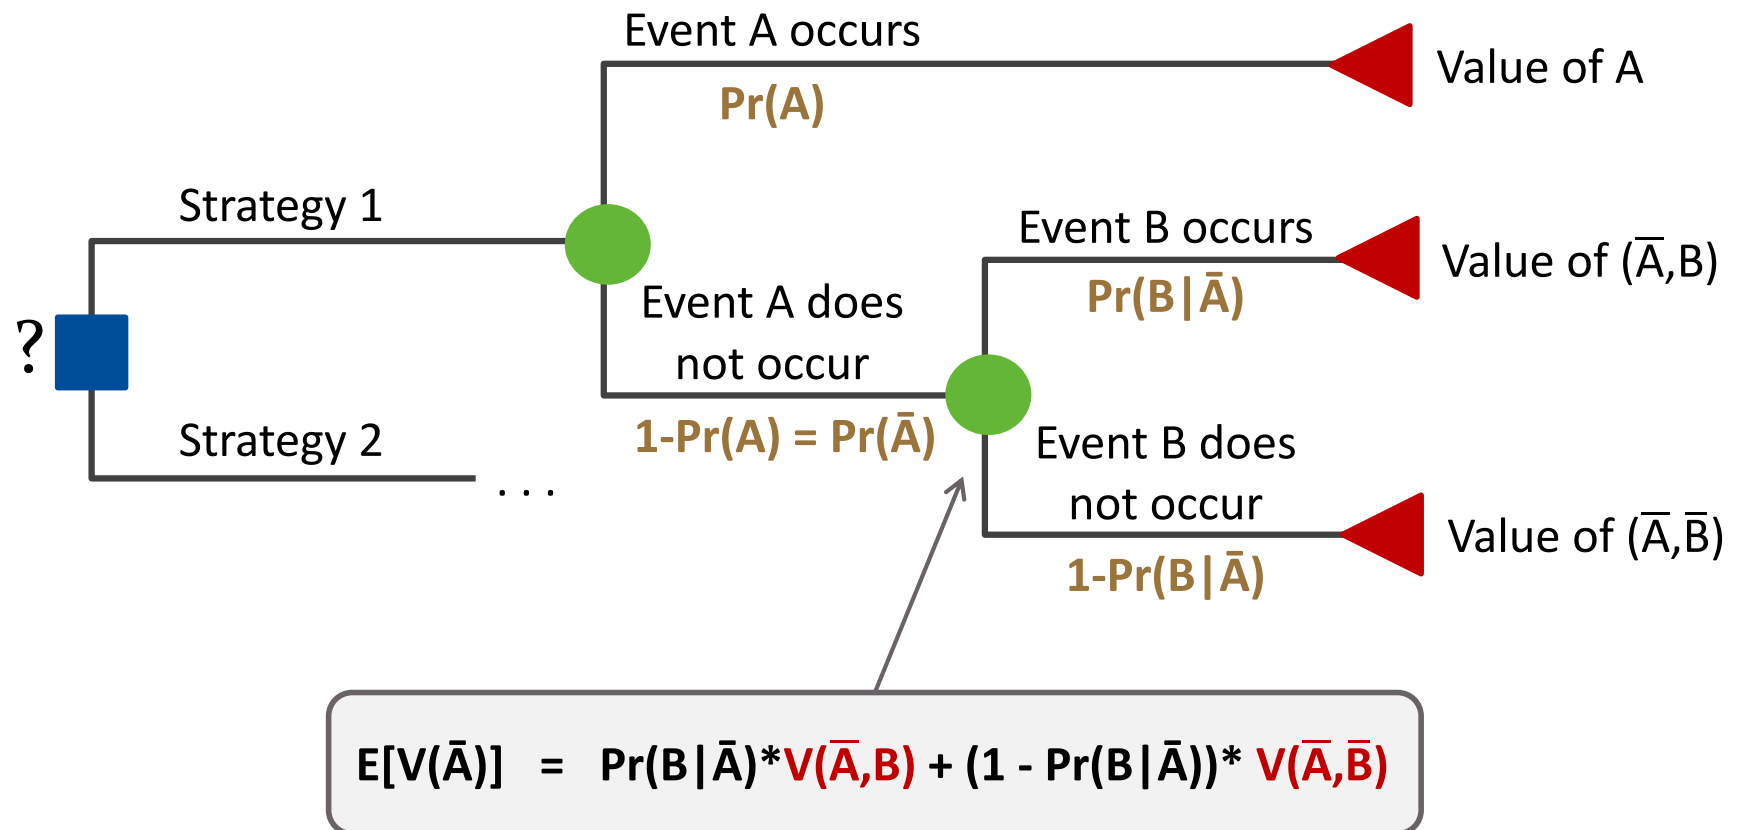 Event A occurs
Pr(A)
Value of A
Strategy 1
Event B occurs
Pr(B|Ā)
Value of (A̅,B)
Event A does
not occur
1-Pr(A) = Pr(Ā)
?
Strategy 2
. . .
Event B does
not occur
1-Pr(B|Ā)
Value of (A̅,B̅)
E[V(Ā)] = Pr(B|Ā)*V(A̅,B) + (1 - Pr(B|Ā))* V(A̅,B̅)